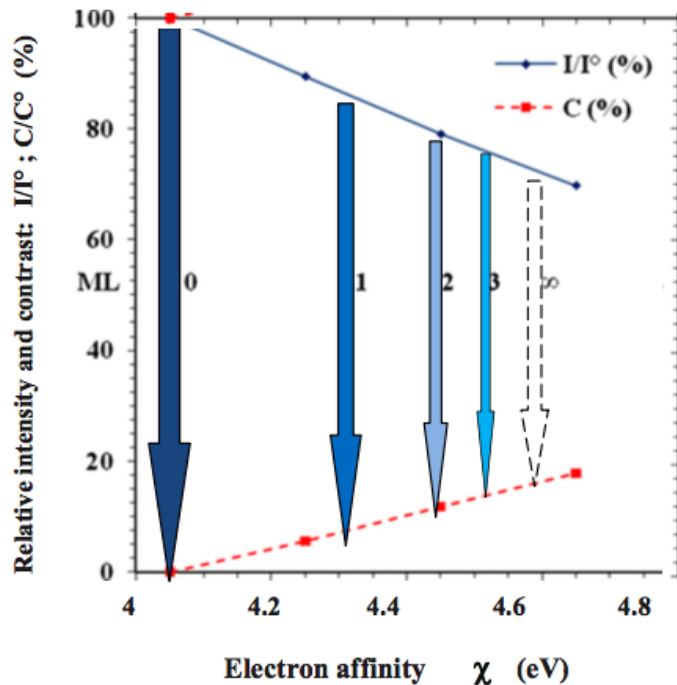 Relative intensity and contrast: I/I° ; C/C° (%)
100
80
60
40
20
0
I/I° (%)
C (%)
ML 0 1 2 3 ∞
4 4.2 4.4 4.6 4.8
Electron affinity χ (eV)